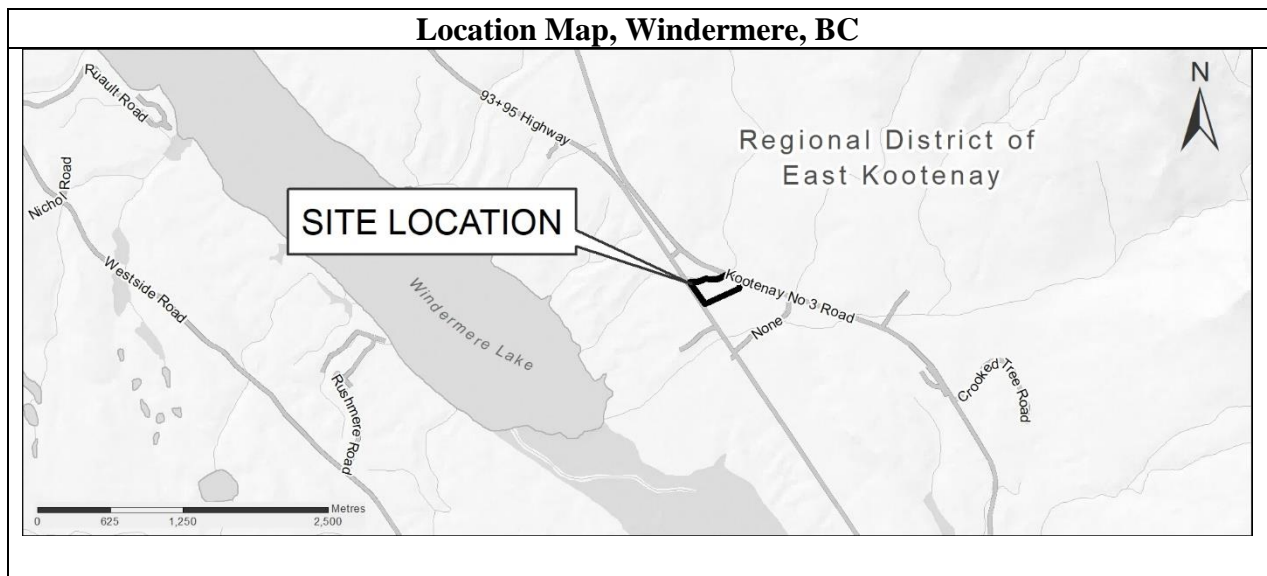 Location Map, Windermere, BC
Ruault Road
93+95 Highway
N
Regional District of
East Kootenay
Nichol Road
SITE LOCATION
Westside Road
Windermere Lake
Kootenay No 3 Road
None
Crooked Tree Road
Rushmere Road
Metres
0 625 1,250 2,500